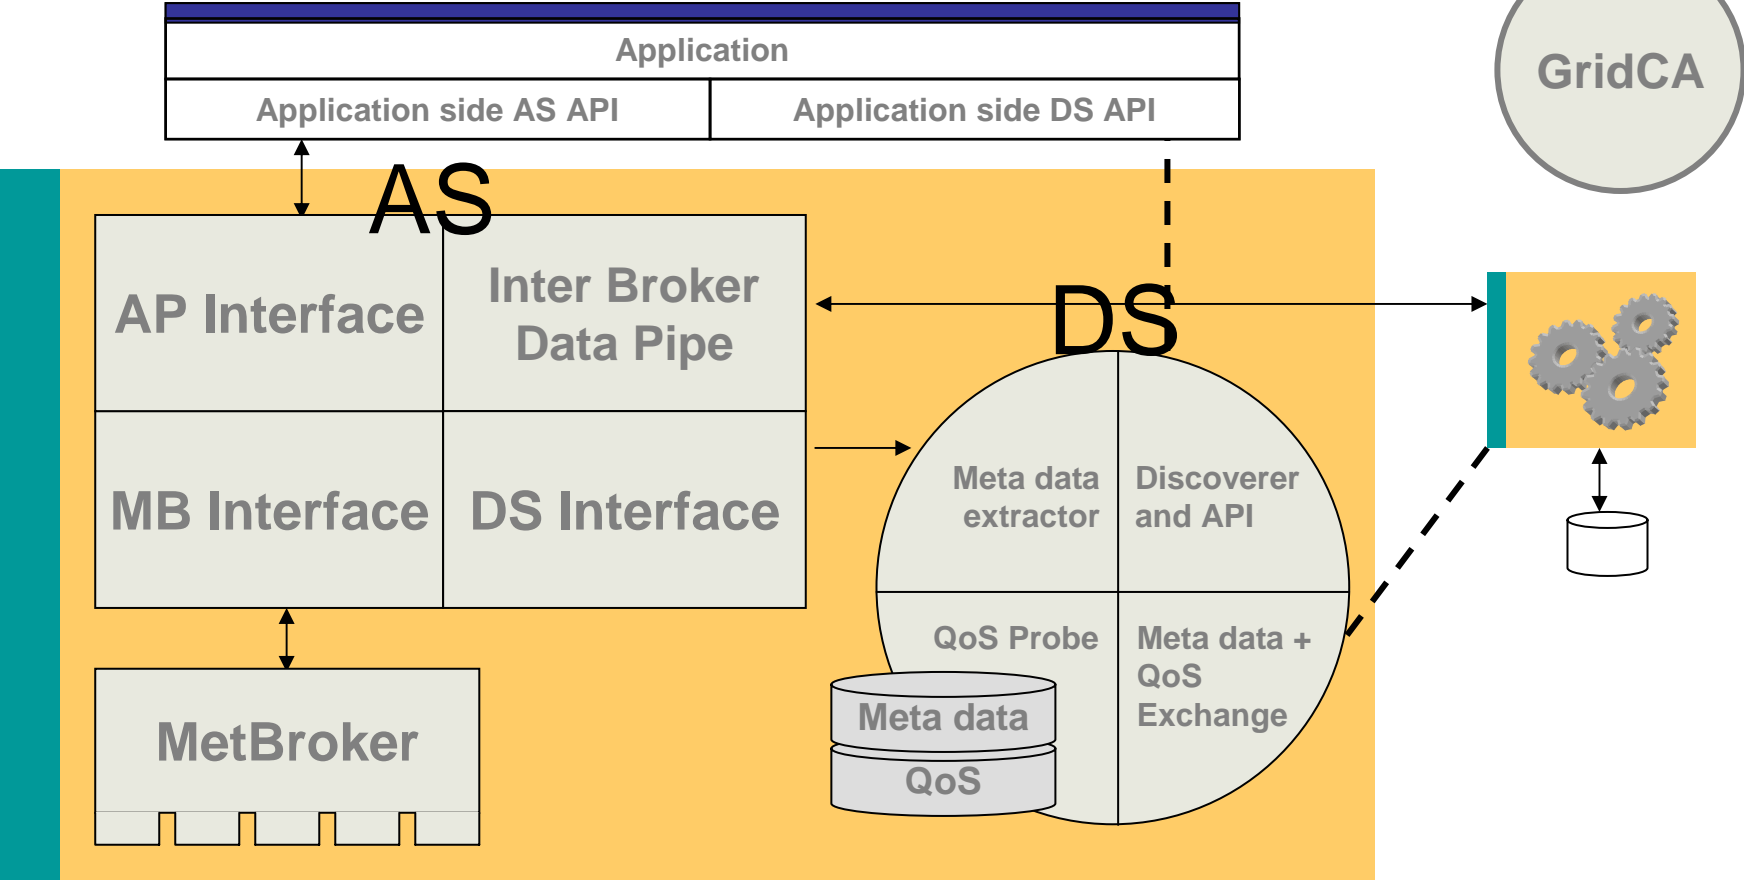 Application
GridCA
Application side AS API
Application side DS API
AS
AP Interface
Inter Broker
Data Pipe
DS
MB Interface
DS Interface
Meta data
extractor
Discoverer
and API
QoS Probe
Meta data +
QoS
Exchange
MetBroker
Meta data
QoS